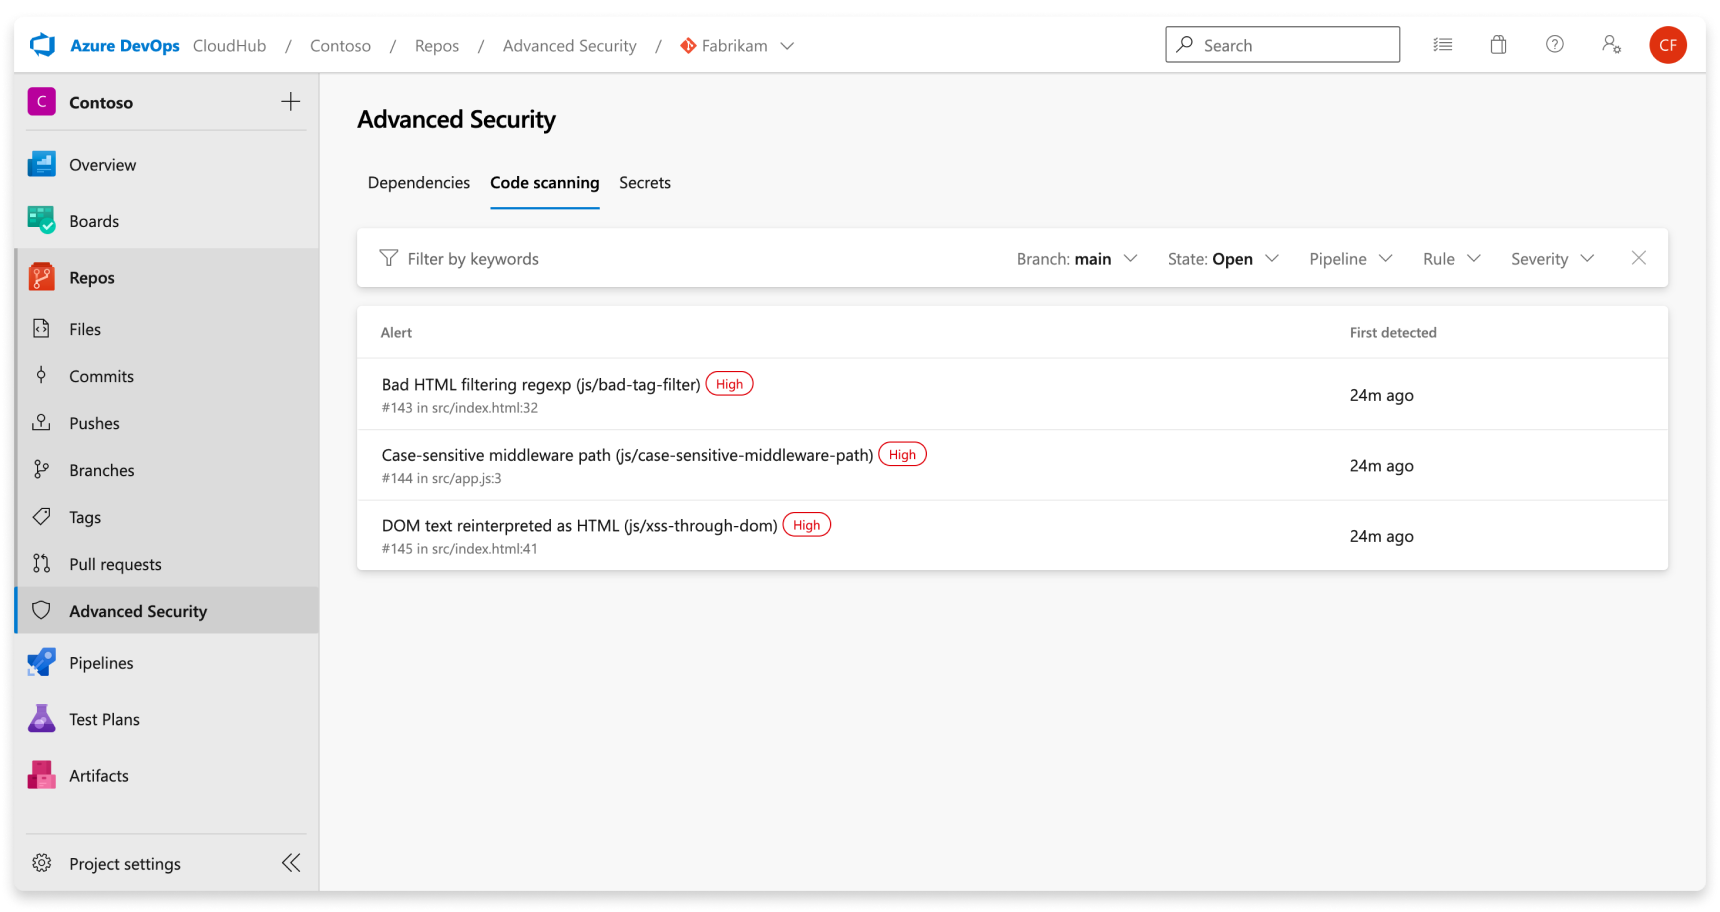 Azure DevOps CloudHub / Contoso / Repos / Advanced Security / Fabrikam
Search
CF
C Contoso
Overview
Boards
Repos
Files
Commits
Pushes
Branches
Tags
Pull requests
Advanced Security
Pipelines
Test Plans
Artifacts
Project settings
Advanced Security
Dependencies Code scanning Secrets
Filter by keywords Branch: main State: Open Pipeline Rule Severity
Alert First detected
Bad HTML filtering regexp (js/bad-tag-filter) High
#143 in src/index.html:32
24m ago
Case-sensitive middleware path (js/case-sensitive-middleware-path) High
#144 in src/app.js:3
24m ago
DOM text reinterpreted as HTML (js/xss-through-dom) High
#145 in src/index.html:41
24m ago